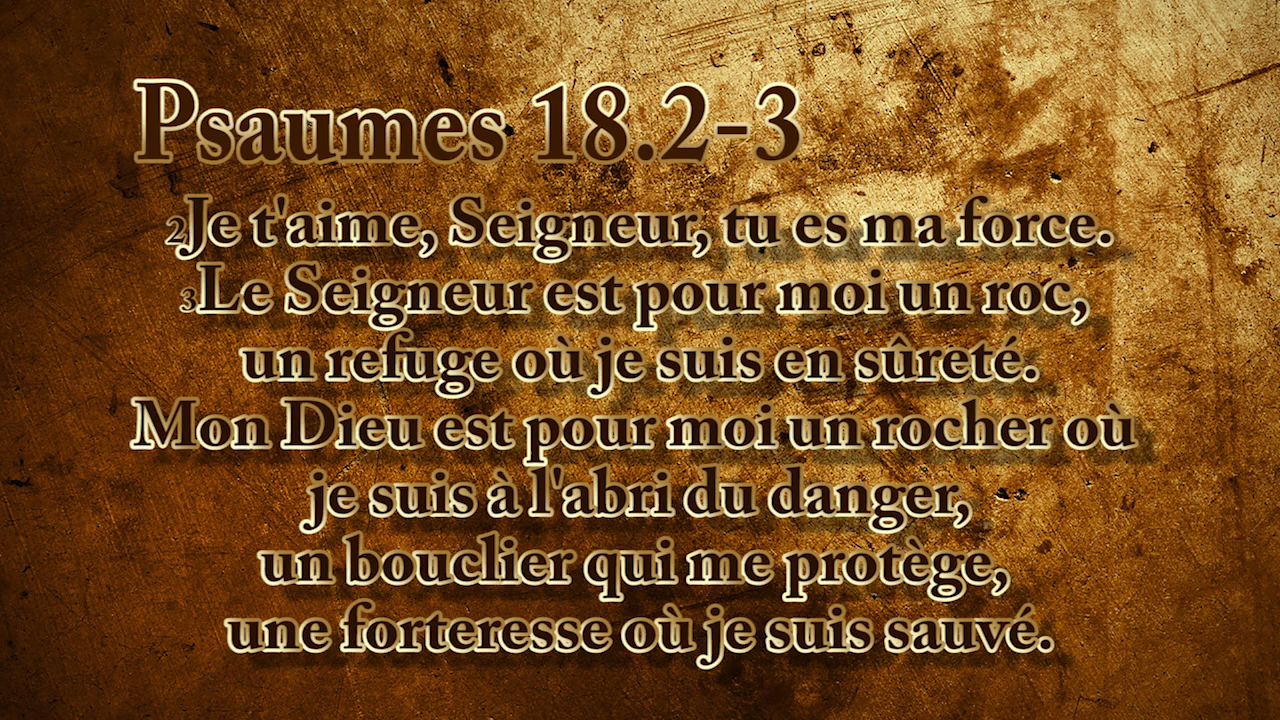 Psaumes 18.2-3
2Je t'aime, Seigneur, tu es ma force.
3Le Seigneur est pour moi un roc,
un refuge où je suis en sûreté.
Mon Dieu est pour moi un rocher où
je suis à l'abri du danger,
un bouclier qui me protège,
une forteresse où je suis sauvé.